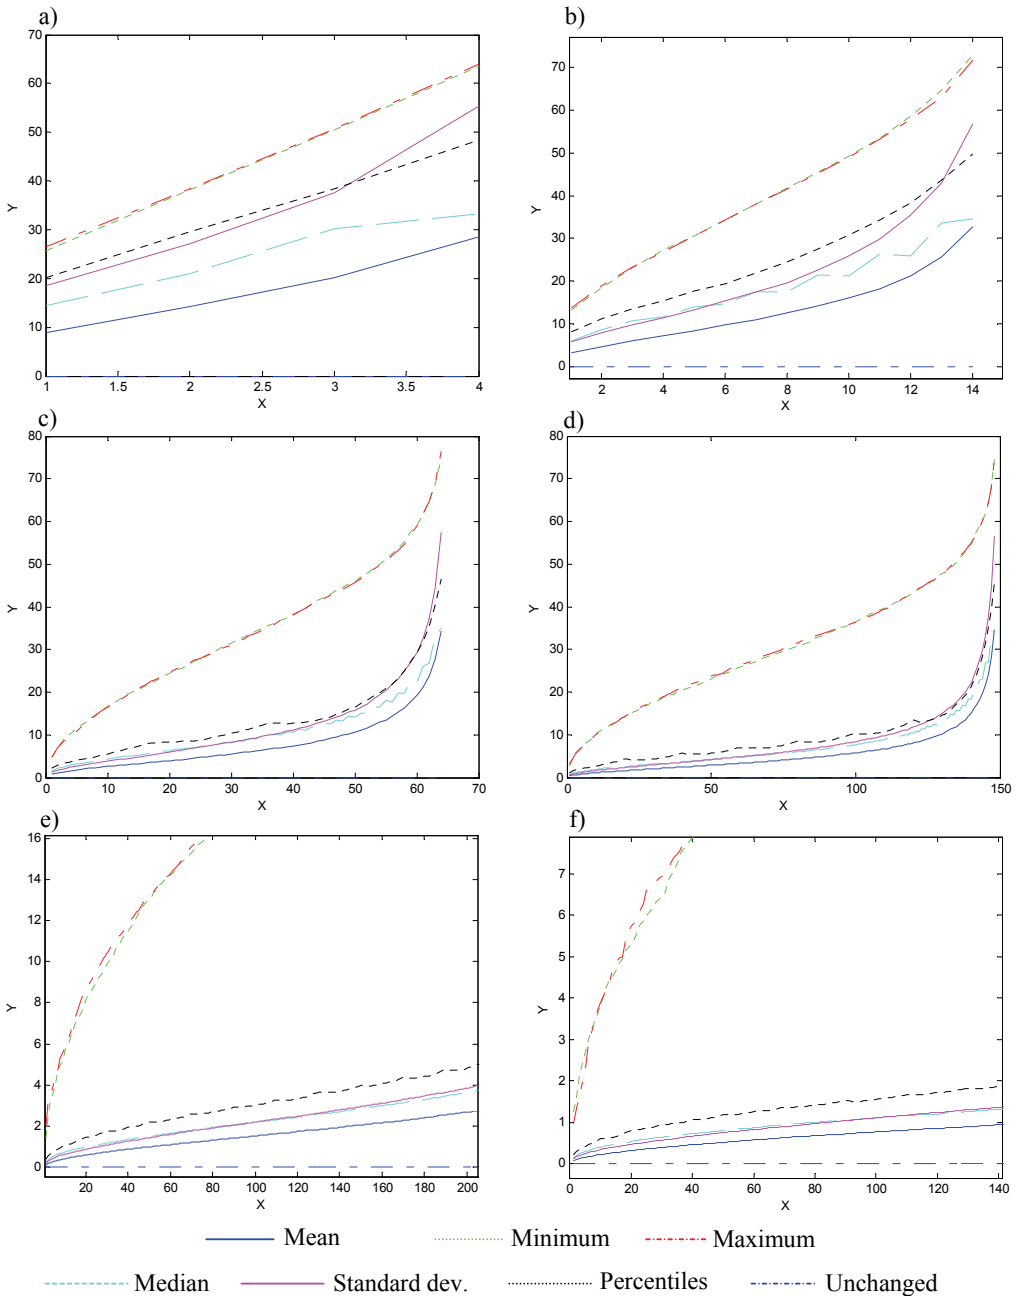 a)
70
60
50
40
30
20
10
0
Y
1 1.5 2 2.5 3 3.5 4
X
b)
70
60
50
40
30
20
10
0
Y
2 4 6 8 10 12 14
X
c)
80
70
60
50
40
30
20
10
0
Y
0 10 20 30 40 50 60 70
X
d)
80
70
60
50
40
30
20
10
0
Y
0 50 100 150
X
e)
16
14
12
10
8
6
4
2
0
Y
20 40 60 80 100 120 140 160 180 200
X
f)
7
6
5
4
3
2
1
0
Y
0 20 40 60 80 100 120 140
X
Mean Minimum Maximum
Median Standard dev. Percentiles Unchanged